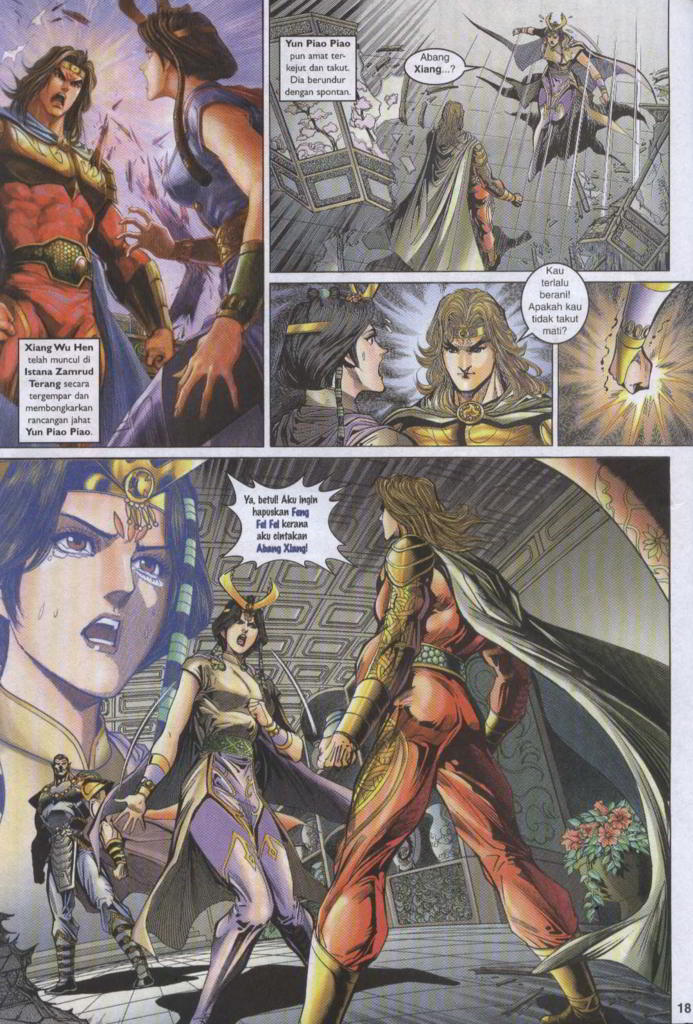 Xiang Wu Hen
telah muncul di
Istana Zamrud
Terang secara
tergempar dan
membongkarkan
rancangan jahat
Yun Piao Piao.
Yun Piao Piao
pun amat ter-
kejut dan takut.
Dia berundur
dengan spontan.
Abang
Xiang...?
Kau
terlalu
berani!
Apakah kau
tidak takut
mati?
Ya, betul! Aku ingin
hapuskan Feng
Fei Fei kerana
aku cintakan
Abang Xiang!
18